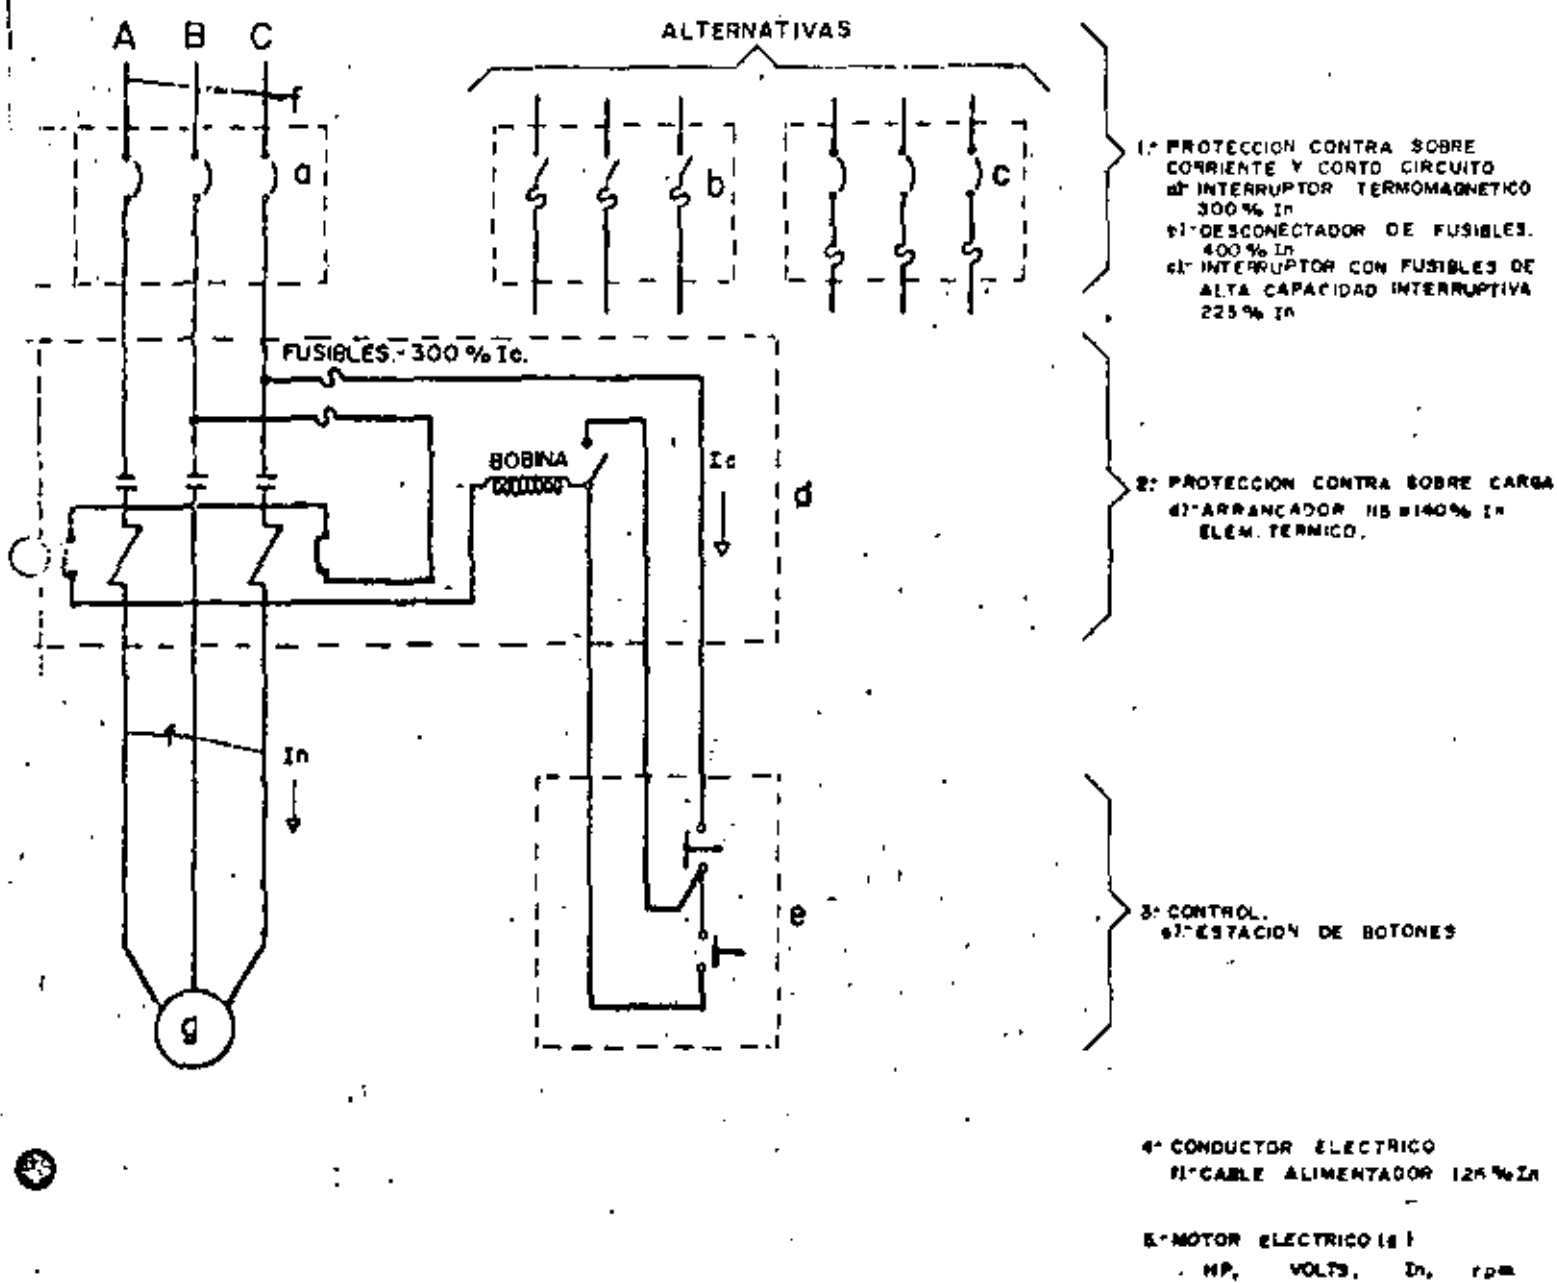 A B C
ALTERNATIVAS
a
b
c
f
1.- PROTECCION CONTRA SOBRE
CORRIENTE Y CORTO CIRCUITO
a)- INTERRUPTOR TERMOMAGNETICO
300 % In
b)- DESCONECTADOR DE FUSIBLES.
400 % In
c)- INTERRUPTOR CON FUSIBLES DE
ALTA CAPACIDAD INTERRUPTIVA
225 % In
FUSIBLES.- 300 % Ic.
BOBINA
Ic
d
2.- PROTECCION CONTRA SOBRE CARGA
d)- ARRANCADOR 115 a 140 % In
ELEM. TERMICO.
f
In
e
3.- CONTROL.
e).- ESTACION DE BOTONES
g
4.- CONDUCTOR ELECTRICO
f)- CABLE ALIMENTADOR 125 % In
5.- MOTOR ELECTRICO (g)
HP, VOLTS, In, rpm